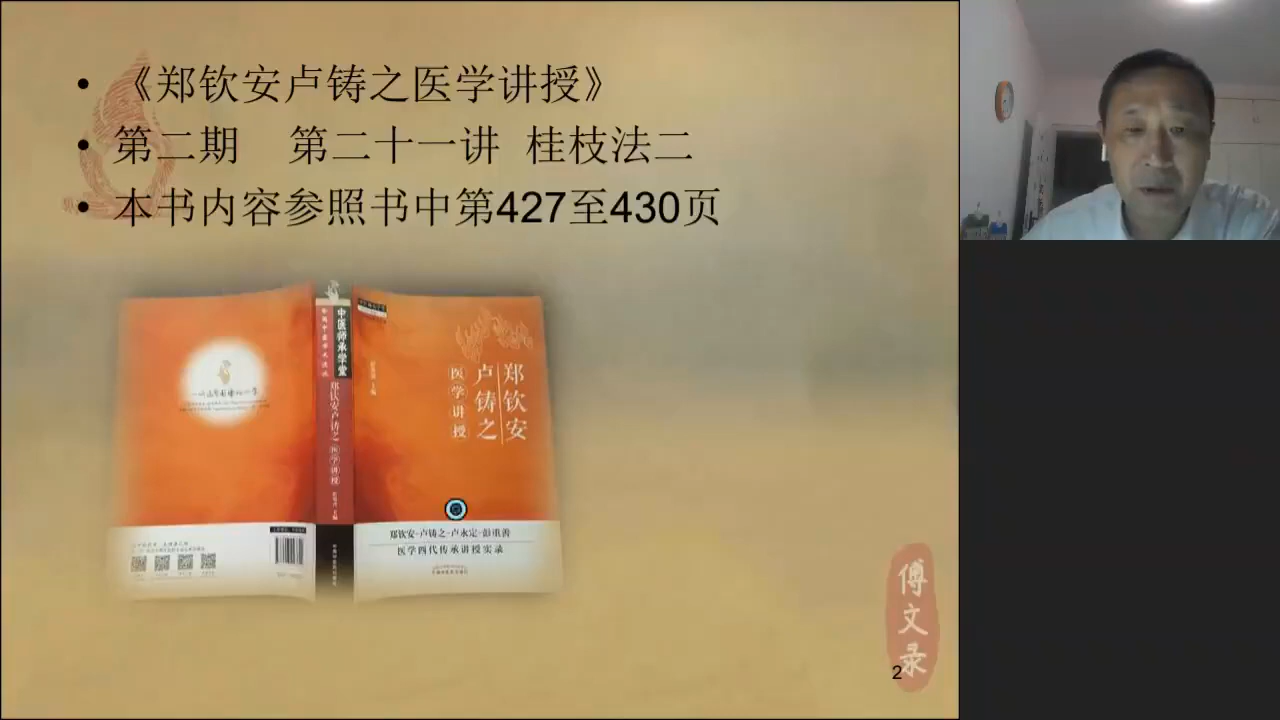 • 《郑钦安卢铸之医学讲授》
• 第二期 第二十一讲 桂枝法二
• 本书内容参照书中第427至430页
中医师承学堂
郑钦安卢铸之医学讲授
郑钦安
卢铸之
医学讲授
郑钦安-卢铸之-卢永定-彭重善
医学四代传承讲授实录
傅文录
2